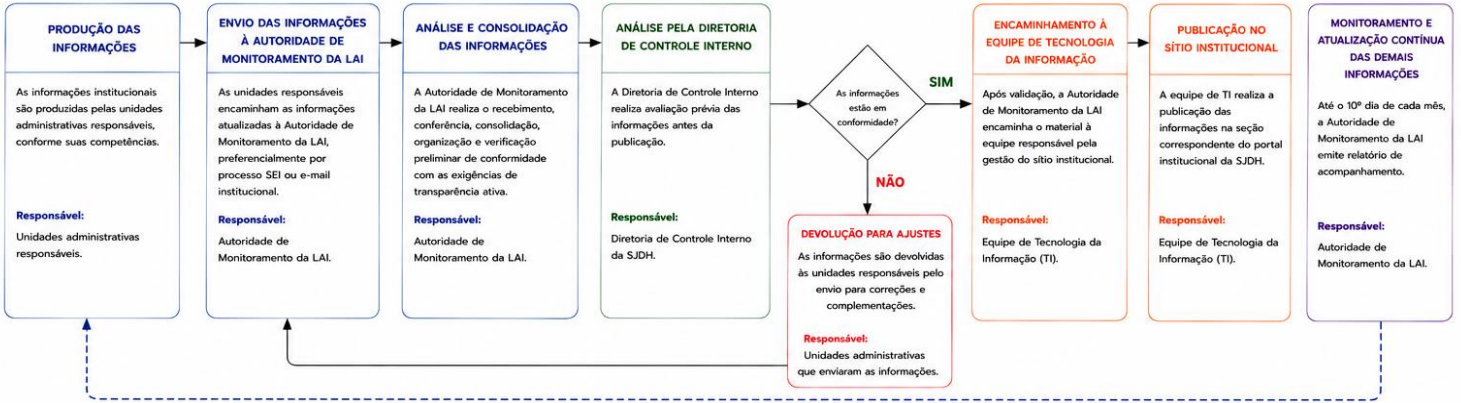 PRODUÇÃO DAS
INFORMAÇÕES
As informações institucionais
são produzidas pelas unidades
administrativas responsáveis,
conforme suas competências.
Responsável:
Unidades administrativas
responsáveis.
ENVIO DAS INFORMAÇÕES
À AUTORIDADE DE
MONITORAMENTO DA LAI
As unidades responsáveis
encaminham as informações
atualizadas à Autoridade de
Monitoramento da LAI,
preferencialmente por
processo SEI ou e-mail
institucional.
Responsável:
Autoridade de
Monitoramento da LAI.
ANÁLISE E CONSOLIDAÇÃO
DAS INFORMAÇÕES
A Autoridade de Monitoramento
da LAI realiza o recebimento,
conferência, consolidação,
organização e verificação
preliminar de conformidade
com as exigências de
transparência ativa.
Responsável:
Autoridade de
Monitoramento da LAI.
ANÁLISE PELA DIRETORIA
DE CONTROLE INTERNO
A Diretoria de Controle Interno
realiza avaliação prévia das
informações antes da
publicação.
Responsável:
Diretoria de Controle Interno
da SJDH.
As informações
estão em
conformidade?
SIM
NÃO
DEVOLUÇÃO PARA AJUSTES
As informações são devolvidas
às unidades responsáveis pelo
envio para correções e
complementações.
Responsável:
Unidades administrativas
que enviaram as informações.
ENCAMINHAMENTO À
EQUIPE DE TECNOLOGIA
DA INFORMAÇÃO
Após validação, a Autoridade
de Monitoramento da LAI
encaminha o material à
equipe responsável pela
gestão do sítio institucional.
Responsável:
Equipe de Tecnologia da
Informação (TI).
PUBLICAÇÃO NO
SÍTIO INSTITUCIONAL
A equipe de TI realiza a
publicação das
informações na seção
correspondente do portal
institucional da SJDH.
Responsável:
Equipe de Tecnologia da
Informação (TI).
MONITORAMENTO E
ATUALIZAÇÃO CONTÍNUA
DAS DEMAIS
INFORMAÇÕES
Até o 10º dia de cada mês,
a Autoridade de
Monitoramento da LAI
emite relatório de
acompanhamento.
Responsável:
Autoridade de
Monitoramento da LAI.